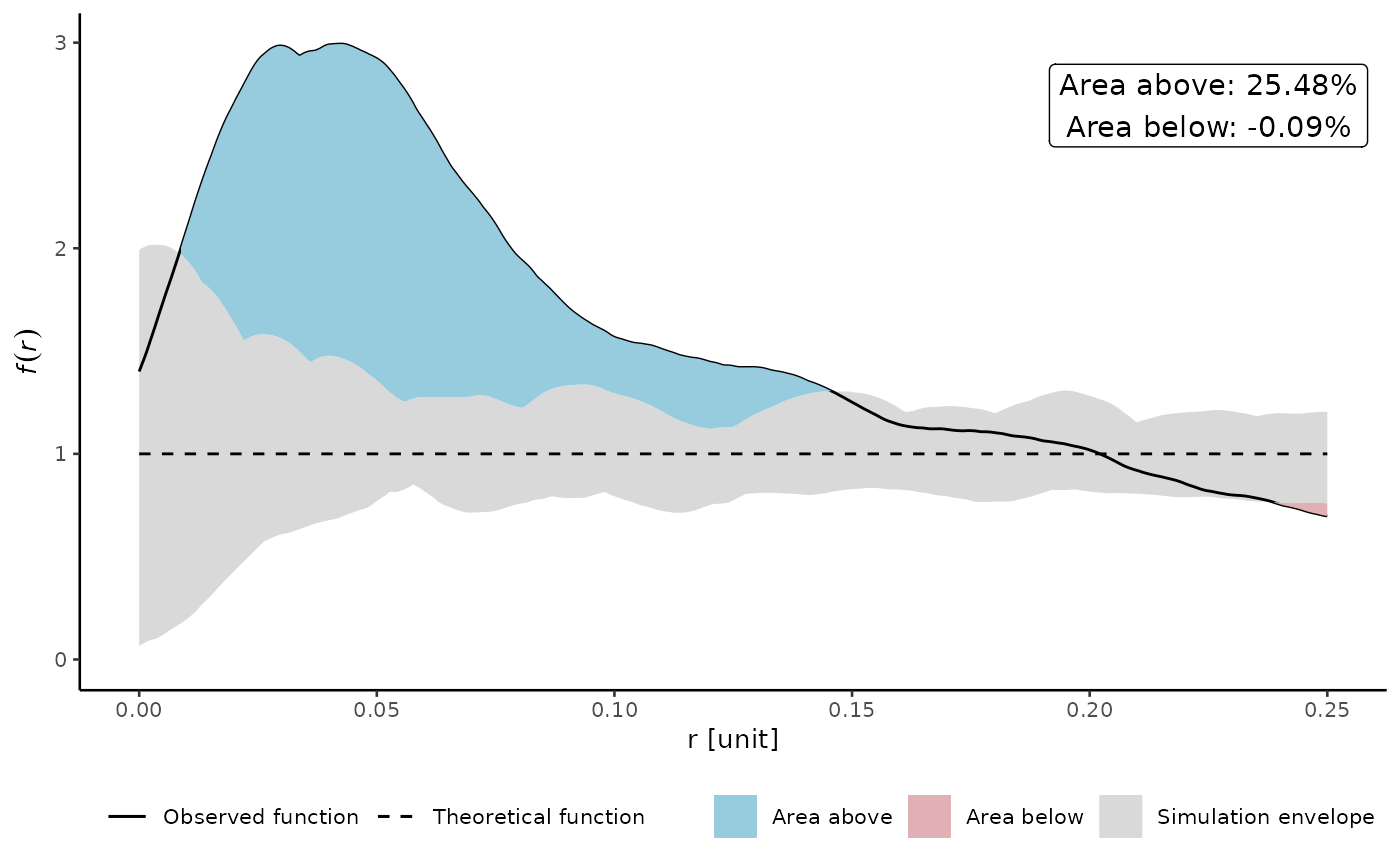 3
2
1
0
f(r)
Area above: 25.48%
Area below: -0.09%
0.00 0.05 0.10 0.15 0.20 0.25
r [unit]
Observed function Theoretical function Area above Area below Simulation envelope